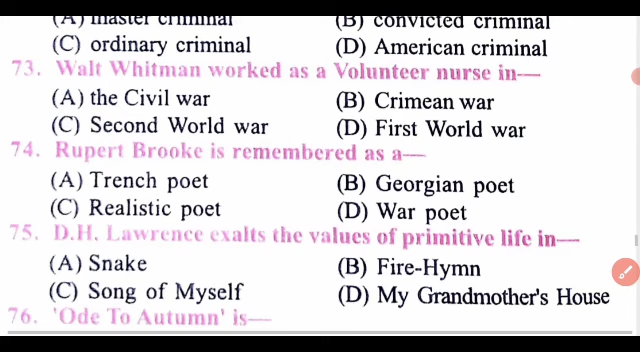 (A) master criminal (B) convicted criminal
(C) ordinary criminal (D) American criminal
73. Walt Whitman worked as a Volunteer nurse in—
(A) the Civil war (B) Crimean war
(C) Second World war (D) First World war
74. Rupert Brooke is remembered as a—
(A) Trench poet (B) Georgian poet
(C) Realistic poet (D) War poet
75. D.H. Lawrence exalts the values of primitive life in—
(A) Snake (B) Fire-Hymn
(C) Song of Myself (D) My Grandmother's House
76. 'Ode To Autumn' is—